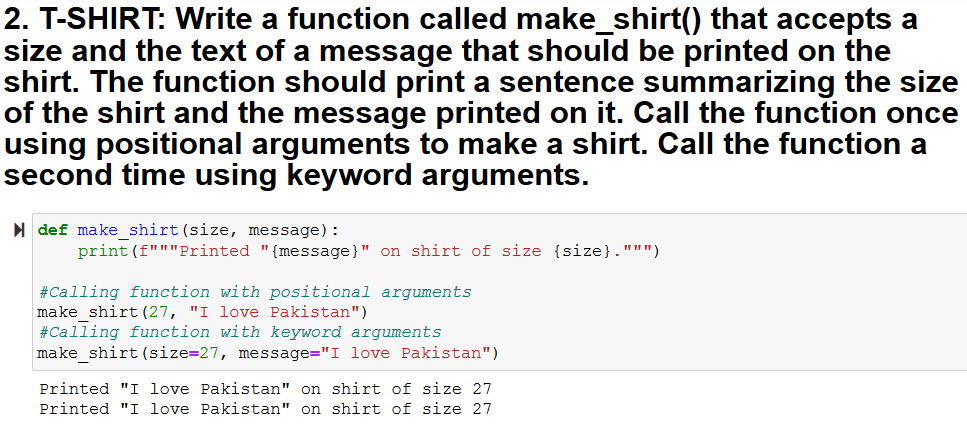 2. T-SHIRT: Write a function called make_shirt() that accepts a
size and the text of a message that should be printed on the
shirt. The function should print a sentence summarizing the size
of the shirt and the message printed on it. Call the function once
using positional arguments to make a shirt. Call the function a
second time using keyword arguments.
def make_shirt(size, message):
    print(f"""Printed "{message}" on shirt of size {size}.""")
#Calling function with positional arguments
make_shirt(27, "I love Pakistan")
#Calling function with keyword arguments
make_shirt(size=27, message="I love Pakistan")
Printed "I love Pakistan" on shirt of size 27
Printed "I love Pakistan" on shirt of size 27